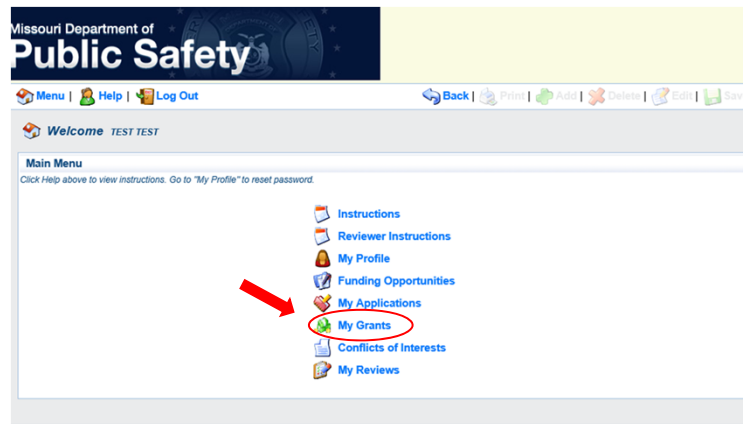 Missouri Department of
Public Safety
Menu | Help | Log Out
Back | Print | Add | Delete | Edit | Sav
Welcome TEST TEST
Main Menu
Click Help above to view instructions. Go to "My Profile" to reset password.
Instructions
Reviewer Instructions
My Profile
Funding Opportunities
My Applications
My Grants
Conflicts of Interests
My Reviews